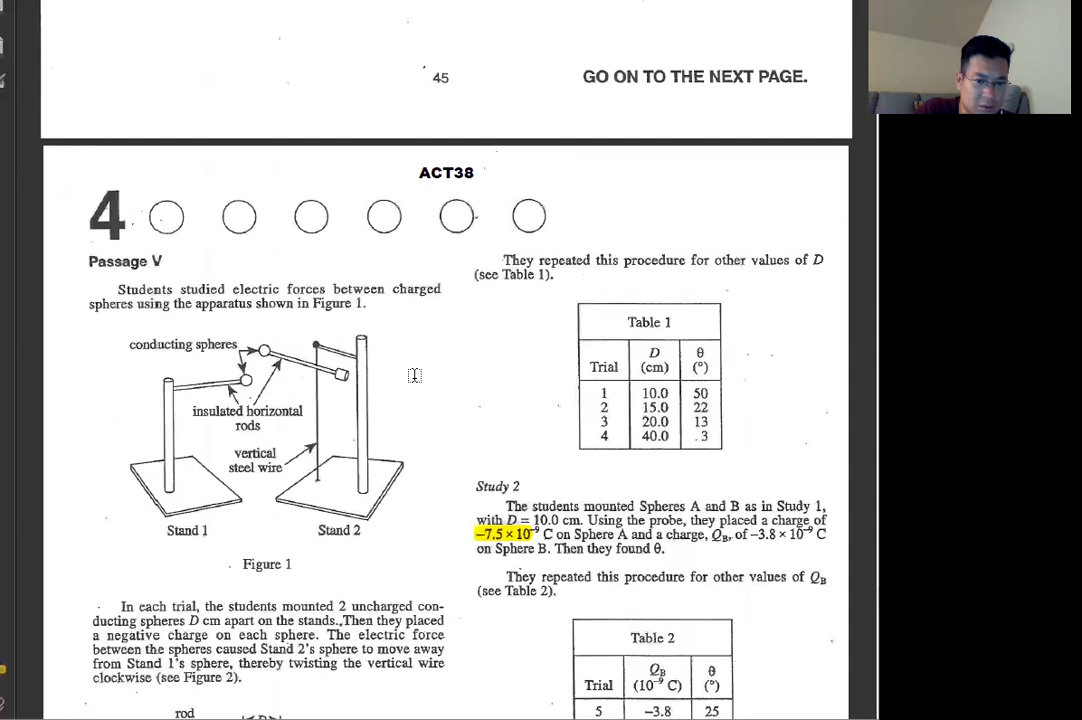 45
GO ON TO THE NEXT PAGE.
ACT38
4
Passage V
Students studied electric forces between charged
spheres using the apparatus shown in Figure 1.
conducting spheres
insulated horizontal
rods
vertical
steel wire
Stand 1
Stand 2
Figure 1
In each trial, the students mounted 2 uncharged con-
ducting spheres D cm apart on the stands. Then they placed
a negative charge on each sphere. The electric force
between the spheres caused Stand 2's sphere to move away
from Stand 1's sphere, thereby twisting the vertical wire
clockwise (see Figure 2).
rod
They repeated this procedure for other values of D
(see Table 1).
Table 1
Trial D (cm) θ (°)
1 10.0 50
2 15.0 22
3 20.0 13
4 40.0 3
Study 2
The students mounted Spheres A and B as in Study 1,
with D = 10.0 cm. Using the probe, they placed a charge of
−7.5 × 10⁻⁹ C on Sphere A and a charge, Q_B, of −3.8 × 10⁻⁹ C
on Sphere B. Then they found θ.
They repeated this procedure for other values of Q_B
(see Table 2).
Table 2
Trial Q_B (10⁻⁹ C) θ (°)
5 −3.8 25